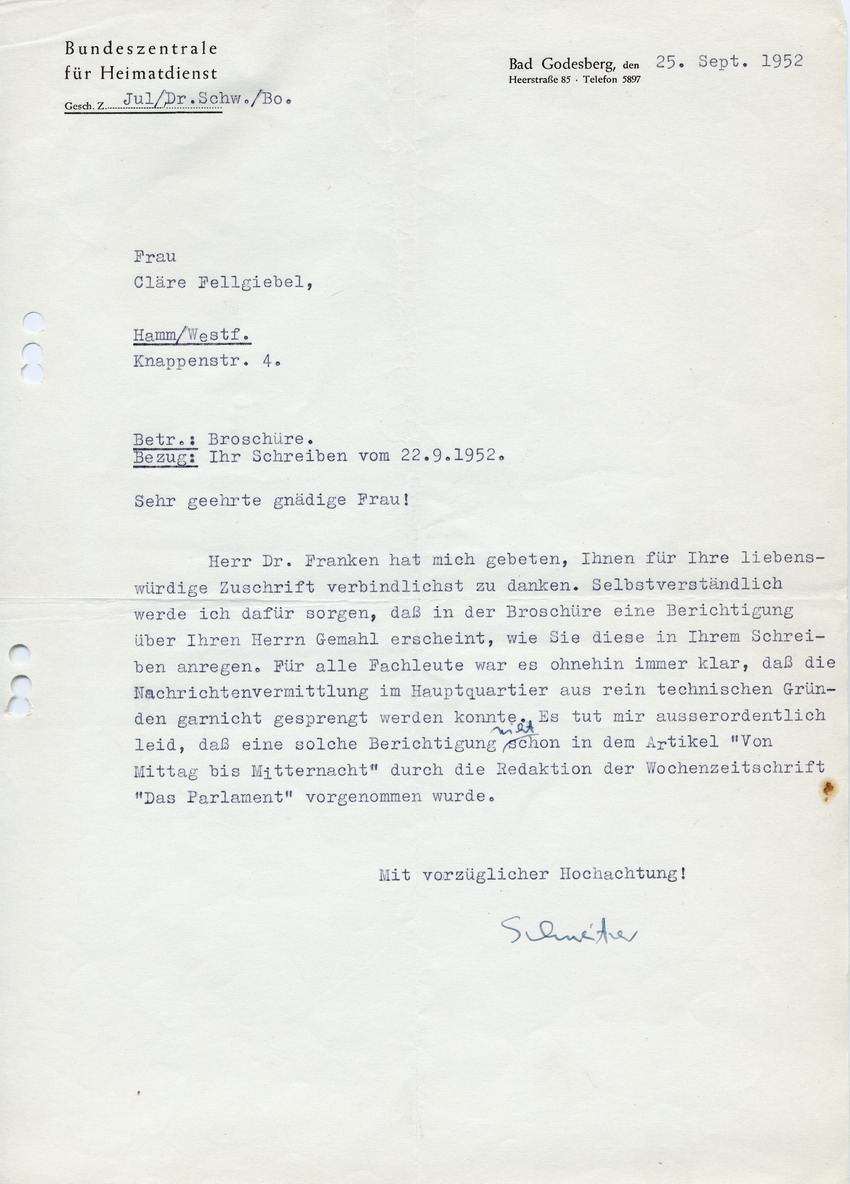 Bundeszentrale
für Heimatdienst
Gesch. Z. Jul/Dr.Schw./Bo.
Bad Godesberg, den 25. Sept. 1952
Heerstraße 85 · Telefon 5897
Frau
Cläre Fellgiebel,
Hamm/Westf.
Knappenstr. 4.
Betr.: Broschüre.
Bezug: Ihr Schreiben vom 22.9.1952.
Sehr geehrte gnädige Frau!
Herr Dr. Franken hat mich gebeten, Ihnen für Ihre liebens-
würdige Zuschrift verbindlichst zu danken. Selbstverständlich
werde ich dafür sorgen, daß in der Broschüre eine Berichtigung
über Ihren Herrn Gemahl erscheint, wie Sie diese in Ihrem Schrei-
ben anregen. Für alle Fachleute war es ohnehin immer klar, daß die
Nachrichtenvermittlung im Hauptquartier aus rein technischen Grün-
den garnicht gesprengt werden konnte. Es tut mir ausserordentlich
leid, daß eine solche Berichtigung nicht schon in dem Artikel "Von
Mittag bis Mitternacht" durch die Redaktion der Wochenzeitschrift
"Das Parlament" vorgenommen wurde.
Mit vorzüglicher Hochachtung!